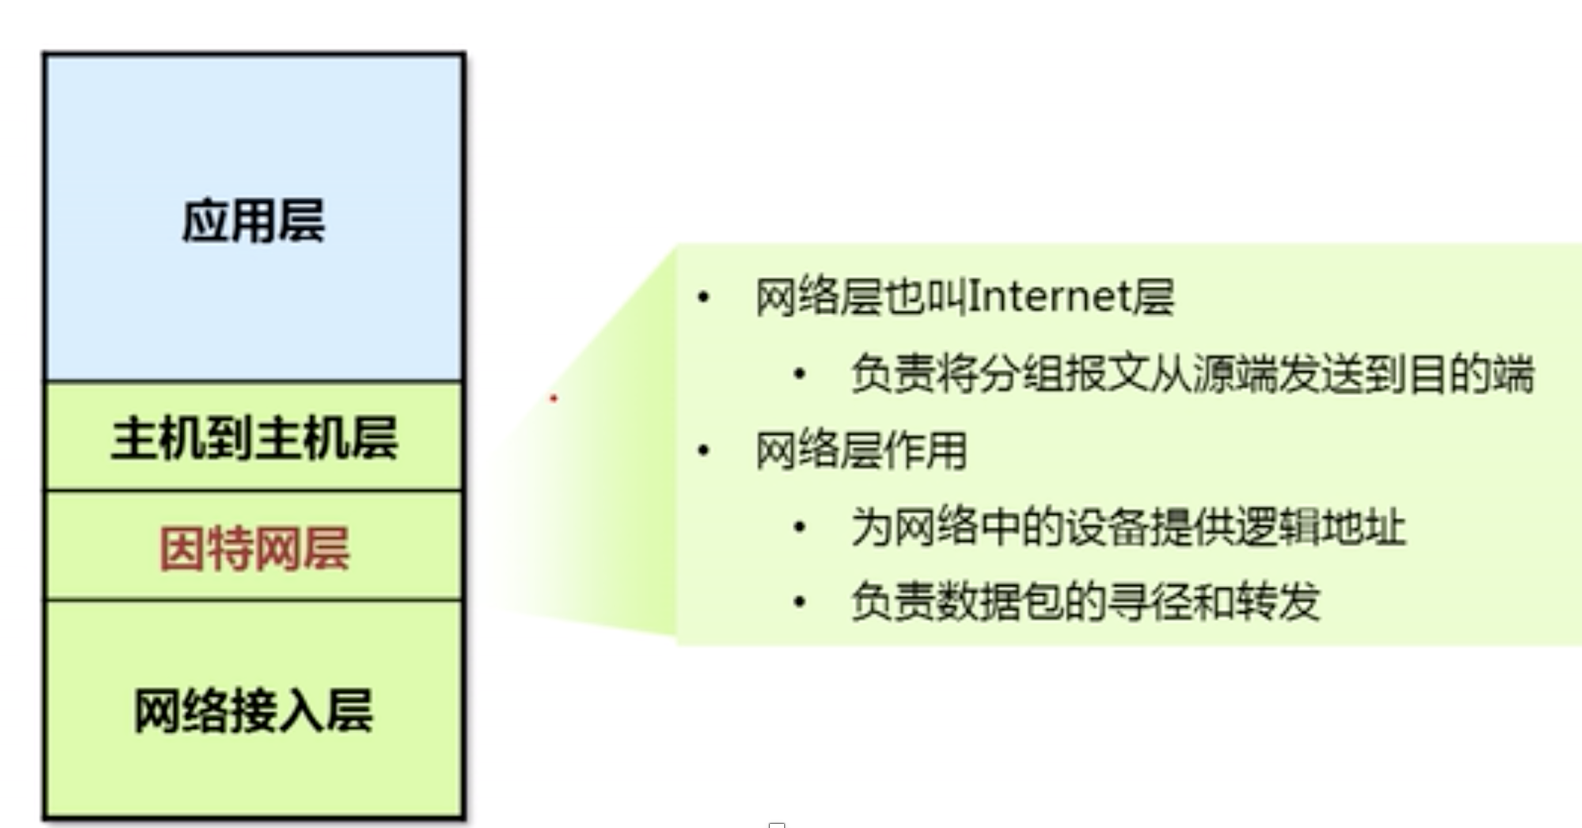 应用层
主机到主机层
因特网层
网络接入层
• 网络层也叫Internet层
• 负责将分组报文从源端发送到目的端
• 网络层作用
• 为网络中的设备提供逻辑地址
• 负责数据包的寻径和转发